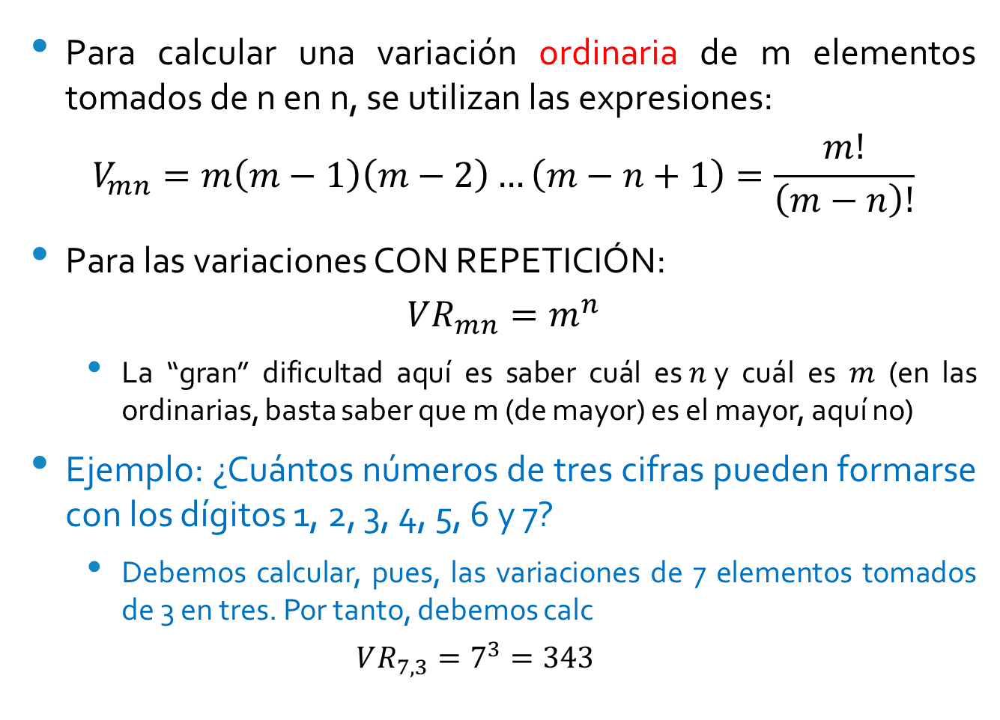 • Para calcular una variación ordinaria de m elementos
tomados de n en n, se utilizan las expresiones:
V_{mn} = m(m − 1)(m − 2) … (m − n + 1) = \frac{m!}{(m − n)!}
• Para las variaciones CON REPETICIÓN:
VR_{mn} = m^n
• La “gran” dificultad aquí es saber cuál es n y cuál es m (en las
ordinarias, basta saber que m (de mayor) es el mayor, aquí no)
• Ejemplo: ¿Cuántos números de tres cifras pueden formarse
con los dígitos 1, 2, 3, 4, 5, 6 y 7?
• Debemos calcular, pues, las variaciones de 7 elementos tomados
de 3 en tres. Por tanto, debemos calc
VR_{7,3} = 7^3 = 343